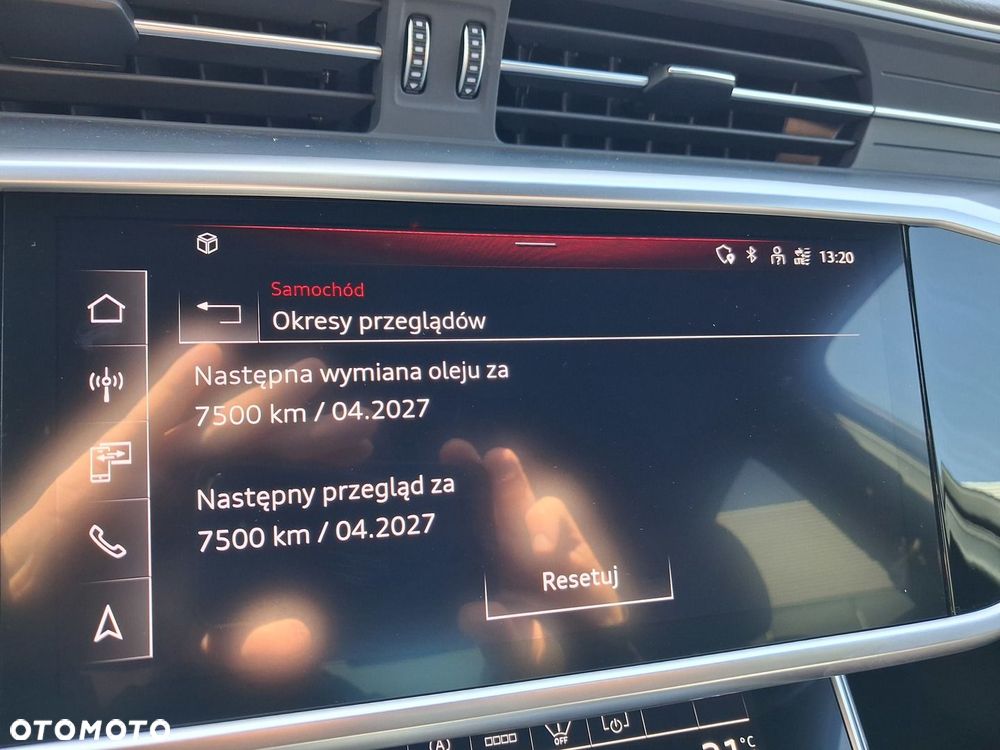 13:20
Samochód
Okresy przeglądów
Następna wymiana oleju za
7500 km / 04.2027
Następny przegląd za
7500 km / 04.2027
Resetuj
OTOMOTO
(A)
OFF
°C